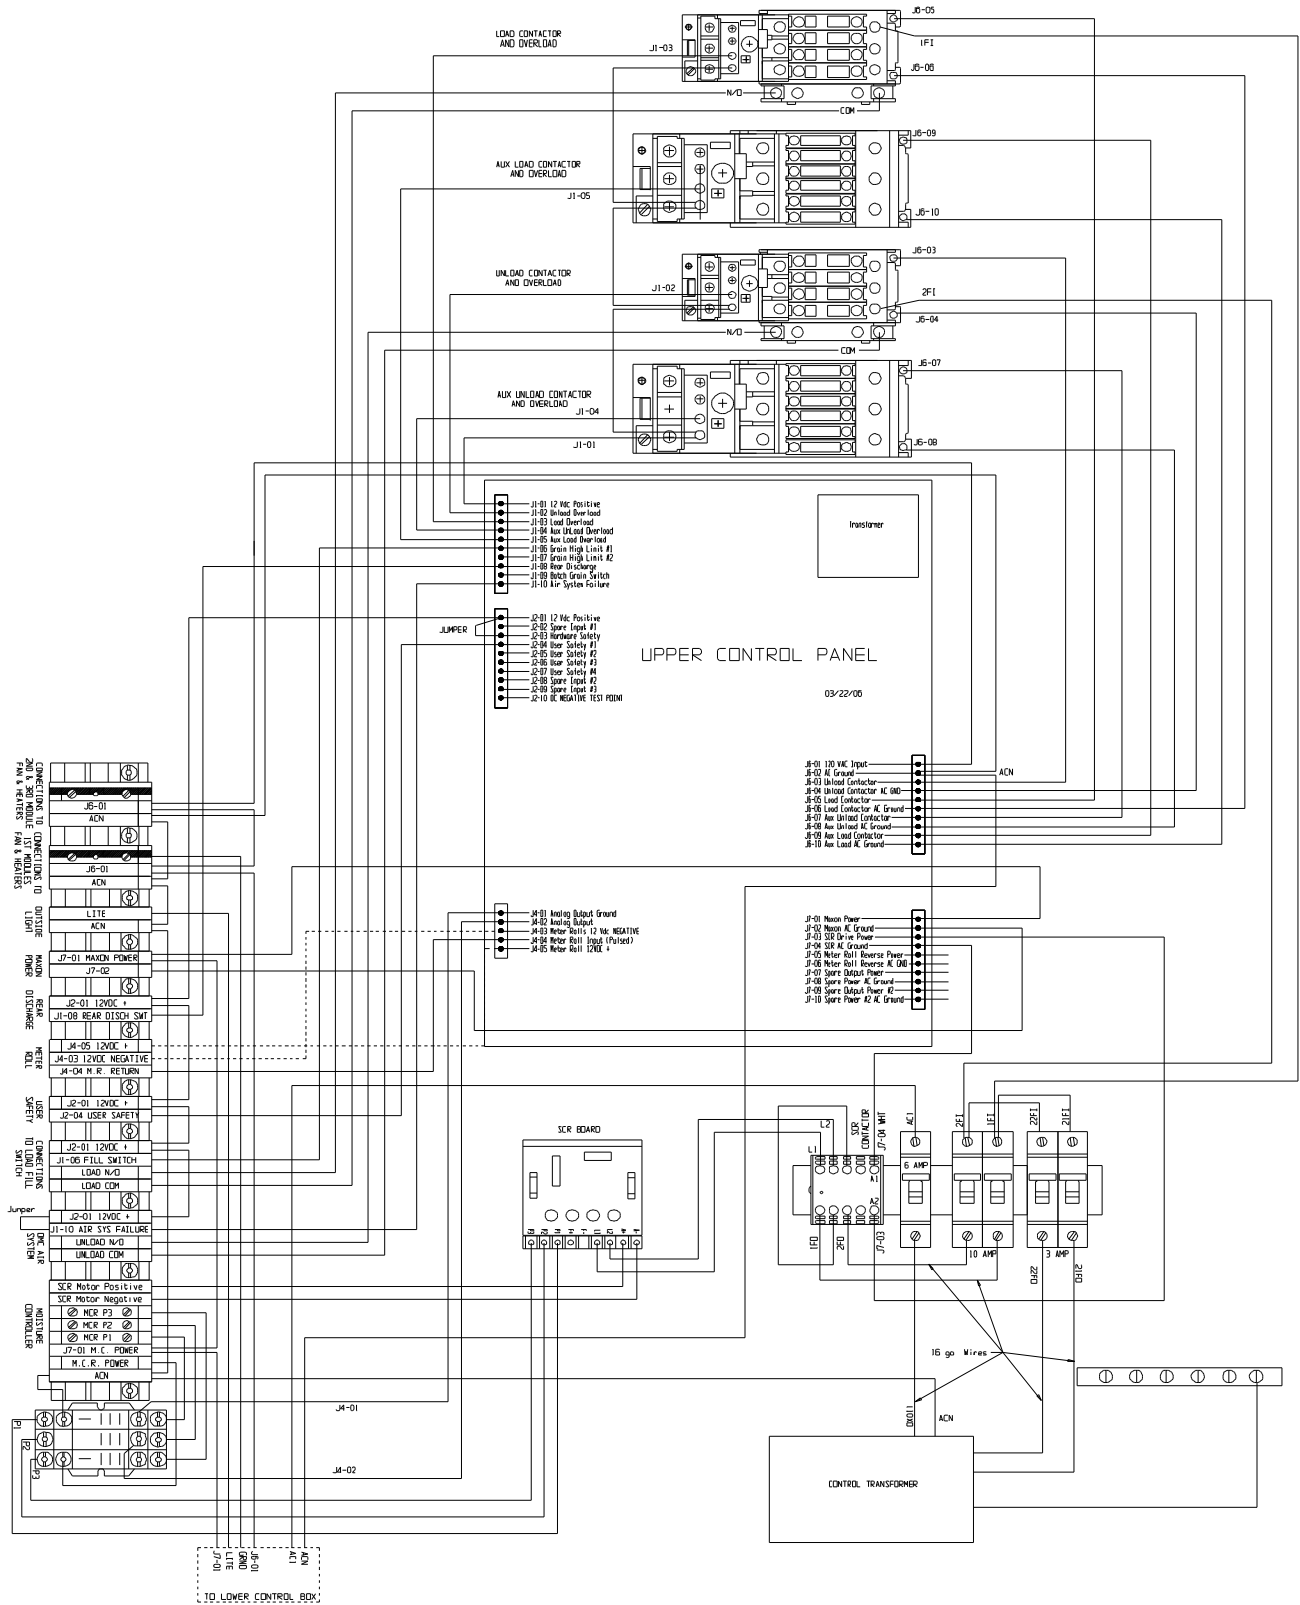 J6-05
LOAD CONTACTOR
AND OVERLOAD
J1-03
1FI
J6-06
N/O
COM
J6-09
AUX LOAD CONTACTOR
AND OVERLOAD
J1-05
J6-10
J6-03
UNLOAD CONTACTOR
AND OVERLOAD
J1-02
2FI
J6-04
N/O
COM
J6-07
AUX UNLOAD CONTACTOR
AND OVERLOAD
J1-04
J1-01
J6-08
J1-01 12 Vdc Positive
J1-02 Unload Overload
J1-03 Load Overload
J1-04 Aux UnLoad Overload
J1-05 Aux Load Overload
J1-06 Grain High Limit #1
J1-07 Grain High Limit #2
J1-08 Rear Discharge
J1-09 Batch Grain Switch
J1-10 Air System Failure
Transformer
JUMPER
J2-01 12 Vdc Positive
J2-02 Spare Input #1
J2-03 Hardware Safety
J2-04 User Safety #1
J2-05 User Safety #2
J2-06 User Safety #3
J2-07 User Safety #4
J2-08 Spare Input #2
J2-09 Spare Input #3
J2-10 DC NEGATIVE TEST POINT
UPPER CONTROL PANEL
03/22/06
J6-01 120 VAC Input
J6-02 AC Ground
J6-03 Unload Contactor
J6-04 Unload Contactor AC GND
J6-05 Load Contactor
J6-06 Load Contactor AC Ground
J6-07 Aux Unload Contactor
J6-08 Aux Unload AC Ground
J6-09 Aux Load Contactor
J6-10 Aux Load AC Ground
ACN
J4-01 Analog Output Ground
J4-02 Analog Output
J4-03 Meter Rolls 12 Vdc NEGATIVE
J4-04 Meter Roll Input (Pulsed)
J4-05 Meter Roll 12VDC +
J7-01 Maxon Power
J7-02 Maxon AC Ground
J7-03 SCR Drive Power
J7-04 SCR AC Ground
J7-05 Meter Roll Reverse Power
J7-06 Meter Roll Reverse AC GND
J7-07 Spare Output Power
J7-08 Spare Power AC Ground
J7-09 Spare Output Power #2
J7-10 Spare Power #2 AC Ground
CONNECTIONS TO
2ND & 3RD MODULE
FAN & HEATERS
J6-01
ACN
CONNECTIONS TO
1ST MODULES
FAN & HEATERS
J6-01
ACN
OUTSIDE
LIGHT
LITE
ACN
MAXON
POWER
J7-01 MAXON POWER
J7-02
REAR
DISCHARGE
J2-01 12VDC +
J1-08 REAR DISCH SWT
METER
ROLL
J4-05 12VDC +
J4-03 12VDC NEGATIVE
J4-04 M.R. RETURN
USER
SAFETY
J2-01 12VDC +
J2-04 USER SAFETY
CONNECTIONS
TO LOAD FILL
SWITCH
J2-01 12VDC +
J1-06 FILL SWITCH
LOAD N/O
LOAD COM
Jumper
DMC AIR
SYSTEM
J2-01 12VDC +
J1-10 AIR SYS FAILURE
UNLOAD N/O
UNLOAD COM
SCR Motor Positive
SCR Motor Negative
MOISTURE
CONTROLLER
MCR P3
MCR P2
MCR P1
J7-01 M.C. POWER
M.C.R. POWER
ACN
P1
P2
P3
J4-01
J4-02
SCR BOARD
P3
P2
P1
F+
F-
L1
L2
A+
A-
L2
L1
SCR
CONTACTOR
J7-04 WHT
A1
A2
1FO
2FO
J7-03
AC1
6 AMP
2FI
1FI
22FI
21FI
10 AMP
3 AMP
22FO
21FO
16 ga Wires
110XO
ACN
CONTROL TRANSFORMER
J7-01
LITE
GRND
J6-01
AC1
ACN
TO LOWER CONTROL BOX